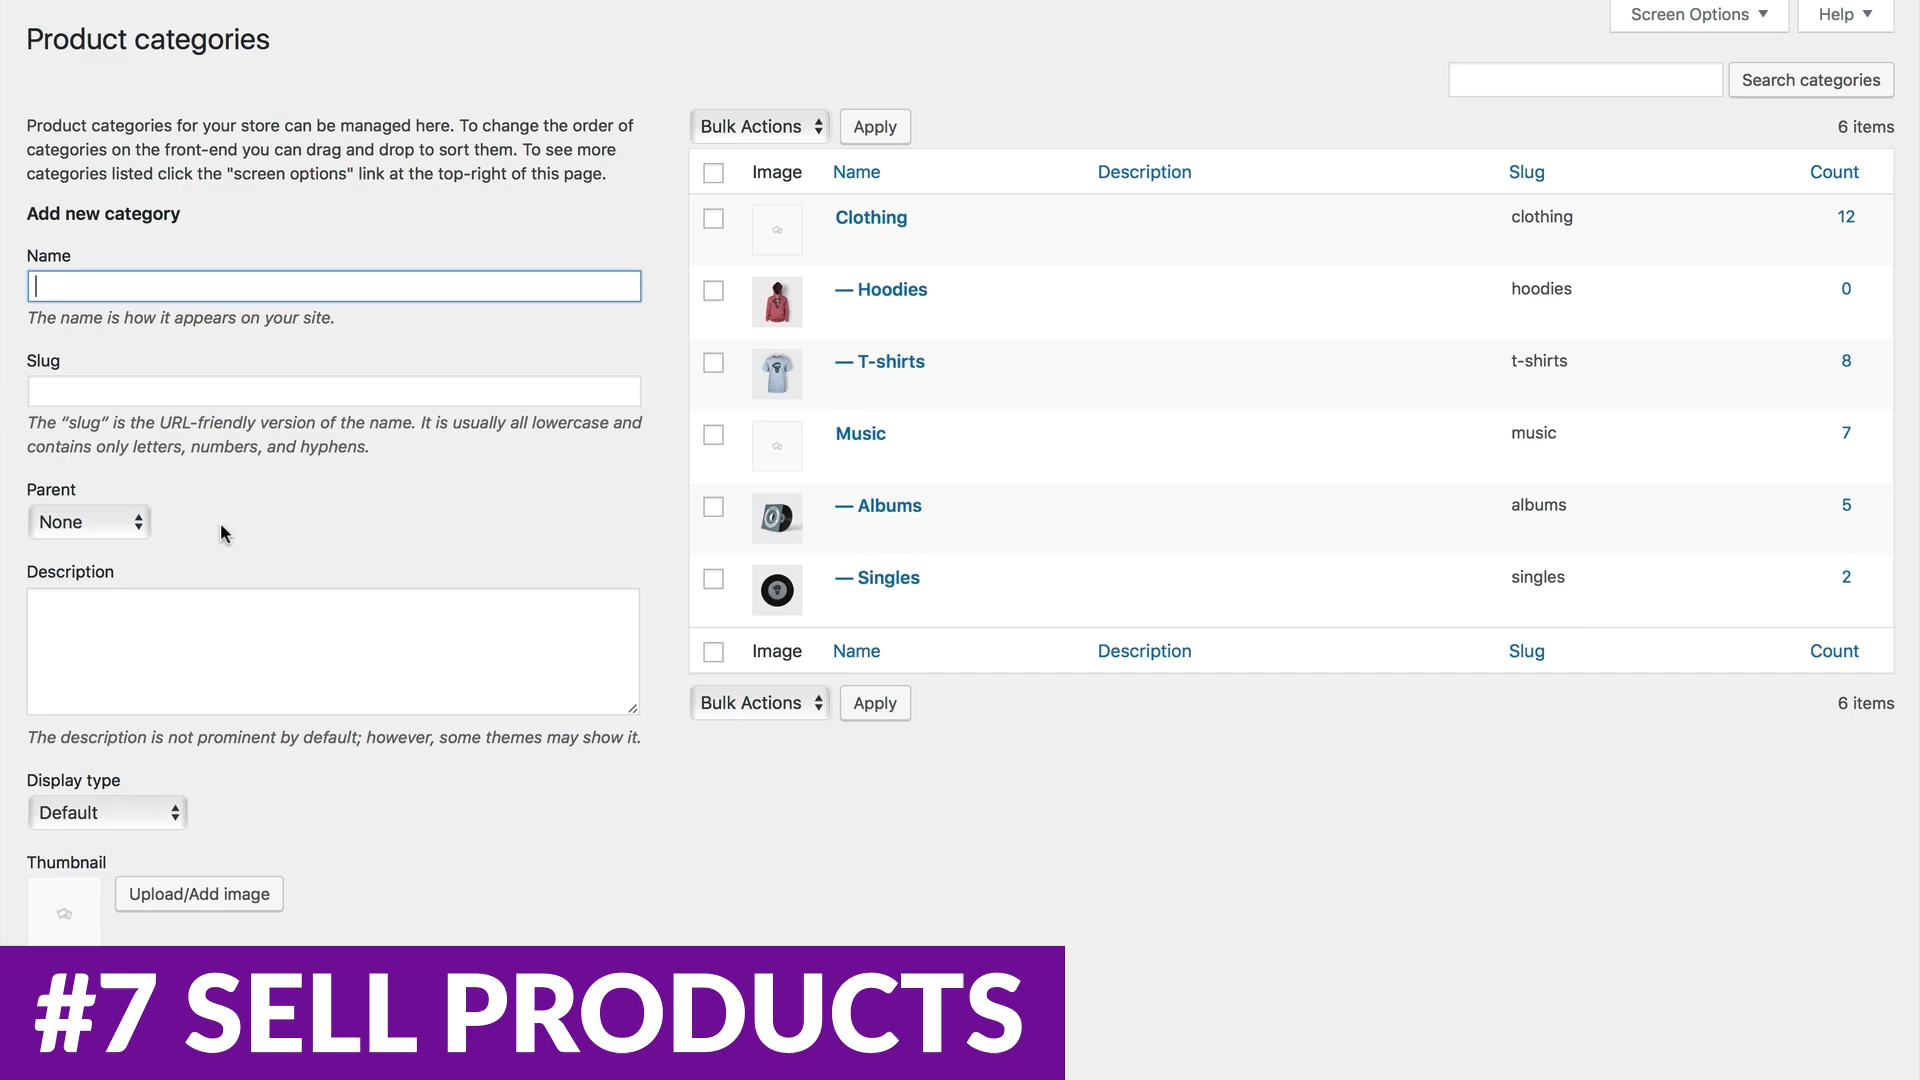 Screen Options
Help
Product categories
Search categories
Product categories for your store can be managed here. To change the order of
categories on the front-end you can drag and drop to sort them. To see more
categories listed click the "screen options" link at the top-right of this page.
Add new category
Name
The name is how it appears on your site.
Slug
The “slug” is the URL-friendly version of the name. It is usually all lowercase and
contains only letters, numbers, and hyphens.
Parent
None
Description
The description is not prominent by default; however, some themes may show it.
Display type
Default
Thumbnail
Upload/Add image
Bulk Actions Apply 6 items
Image Name Description Slug Count
Clothing clothing 12
— Hoodies hoodies 0
— T-shirts t-shirts 8
Music music 7
— Albums albums 5
— Singles singles 2
Image Name Description Slug Count
Bulk Actions Apply 6 items
#7 SELL PRODUCTS